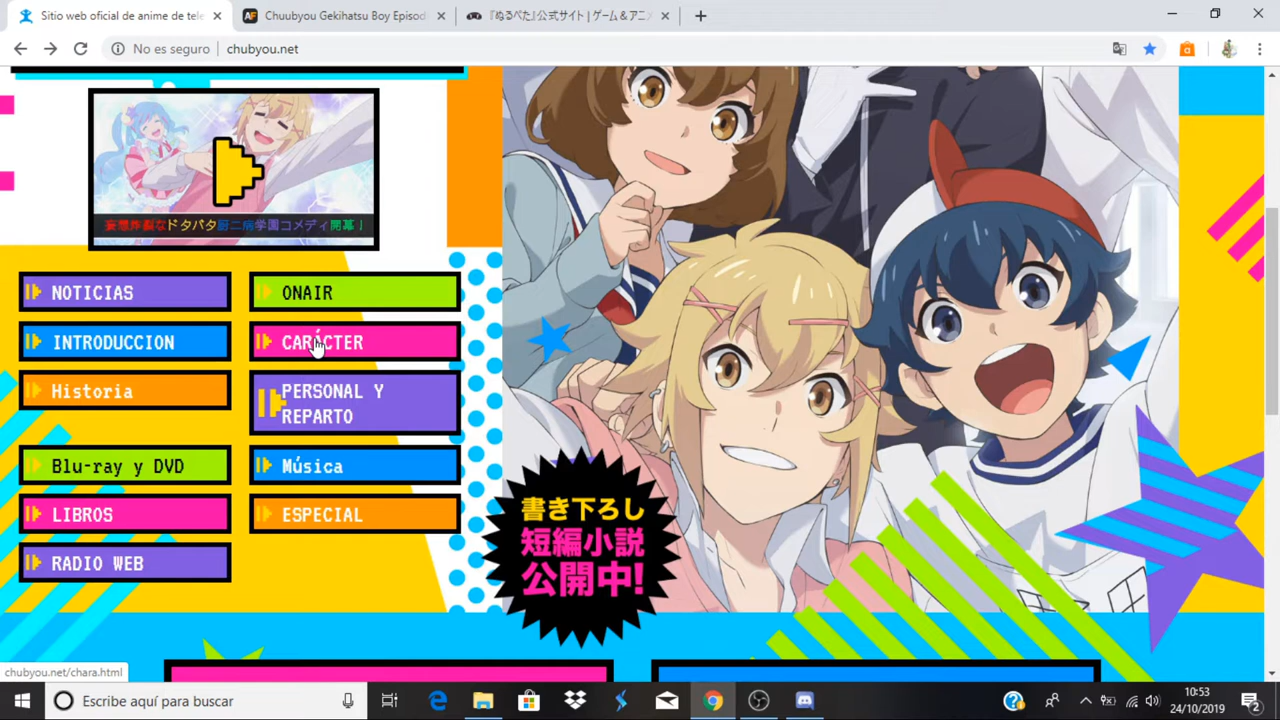 Sitio web oficial de anime de tele
Chuubyou Gekihatsu Boy Episod
『ぬるぺた』公式サイト | ゲーム&アニメ
No es seguro
chubyou.net
妄想炸裂なドタバタ厨二病学園コメディ開幕!
NOTICIAS
ONAIR
INTRODUCCION
CARÁCTER
Historia
PERSONAL Y
REPARTO
Blu-ray y DVD
Música
LIBROS
ESPECIAL
RADIO WEB
書き下ろし
短編小説
公開中!
chubyou.net/chara.html
Escribe aquí para buscar
10:53
24/10/2019
2